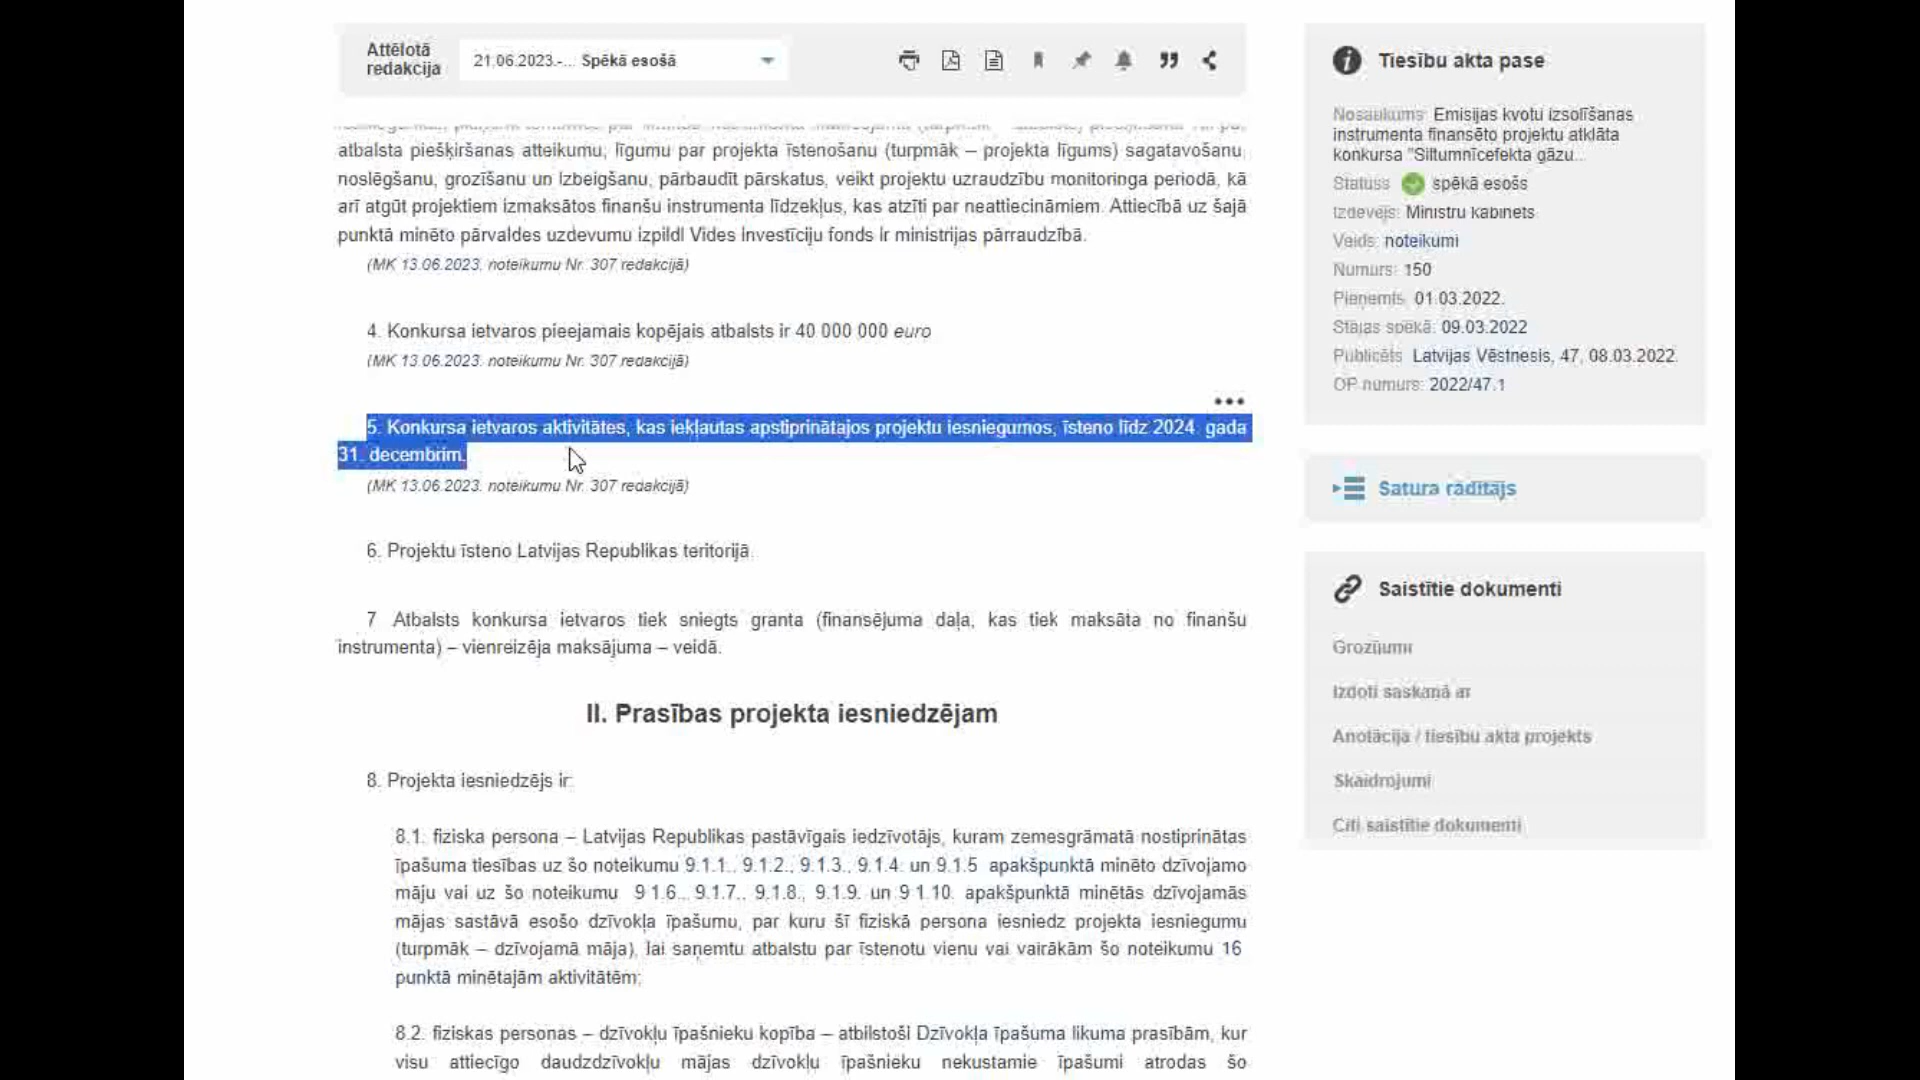 Attēlotā
redakcija
21.06.2023.-... Spēkā esošā
atbalsta piešķiršanas atteikumu, līgumu par projekta īstenošanu (turpmāk – projekta līgums) sagatavošanu,
noslēgšanu, grozīšanu un izbeigšanu, pārbaudīt pārskatus, veikt projektu uzraudzību monitoringa periodā, kā
arī atgūt projektiem izmaksātos finanšu instrumenta līdzekļus, kas atzīti par neattiecināmiem. Attiecībā uz šajā
punktā minēto pārvaldes uzdevumu izpildi Vides investīciju fonds ir ministrijas pārraudzībā.
(MK 13.06.2023. noteikumu Nr. 307 redakcijā)
4. Konkursa ietvaros pieejamais kopējais atbalsts ir 40 000 000 euro
(MK 13.06.2023. noteikumu Nr. 307 redakcijā)
5. Konkursa ietvaros aktivitātes, kas iekļautas apstiprinātajos projektu iesniegumos, īsteno līdz 2024. gada
31. decembrim.
(MK 13.06.2023. noteikumu Nr. 307 redakcijā)
6. Projektu īsteno Latvijas Republikas teritorijā.
7. Atbalsts konkursa ietvaros tiek sniegts granta (finansējuma daļa, kas tiek maksāta no finanšu
instrumenta) – vienreizēja maksājuma – veidā.
II. Prasības projekta iesniedzējam
8. Projekta iesniedzējs ir:
8.1. fiziska persona – Latvijas Republikas pastāvīgais iedzīvotājs, kuram zemesgrāmatā nostiprinātas
īpašuma tiesības uz šo noteikumu 9.1.1., 9.1.2., 9.1.3., 9.1.4. un 9.1.5. apakšpunktā minēto dzīvojamo
māju vai uz šo noteikumu 9.1.6., 9.1.7., 9.1.8., 9.1.9. un 9.1.10. apakšpunktā minētās dzīvojamās
mājas sastāvā esošo dzīvokļa īpašumu, par kuru šī fiziskā persona iesniedz projekta iesniegumu
(turpmāk – dzīvojamā māja), lai saņemtu atbalstu par īstenotu vienu vai vairākām šo noteikumu 16.
punktā minētajām aktivitātēm;
8.2. fiziskas personas – dzīvokļu īpašnieku kopība – atbilstoši Dzīvokļa īpašuma likuma prasībām, kur
visu attiecīgo daudzdzīvokļu mājas dzīvokļu īpašnieku nekustamie īpašumi atrodas šo
Tiesību akta pase
Nosaukums: Emisijas kvotu izsolīšanas
instrumenta finansēto projektu atklāta
konkursa "Siltumnīcefekta gāzu...
Statuss: spēkā esošs
Izdevējs: Ministru kabinets
Veids: noteikumi
Numurs: 150
Pieņemts: 01.03.2022.
Stājas spēkā: 09.03.2022.
Publicēts: Latvijas Vēstnesis, 47, 08.03.2022.
OP numurs: 2022/47.1
Satura rādītājs
Saistītie dokumenti
Grozījumi
Izdoti saskaņā ar
Anotācija / tiesību akta projekts
Skaidrojumi
Citi saistītie dokumenti